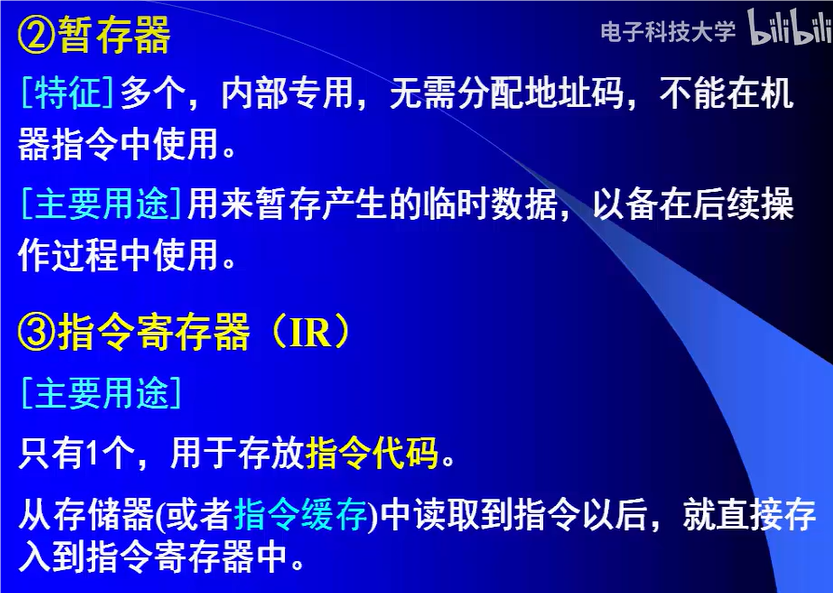 ②暂存器
电子科技大学 bilibili
[特征]多个，内部专用，无需分配地址码，不能在机
器指令中使用。
[主要用途]用来暂存产生的临时数据，以备在后续操
作过程中使用。
③指令寄存器（IR）
[主要用途]
只有1个，用于存放指令代码。
从存储器(或者指令缓存)中读取到指令以后，就直接存
入到指令寄存器中。